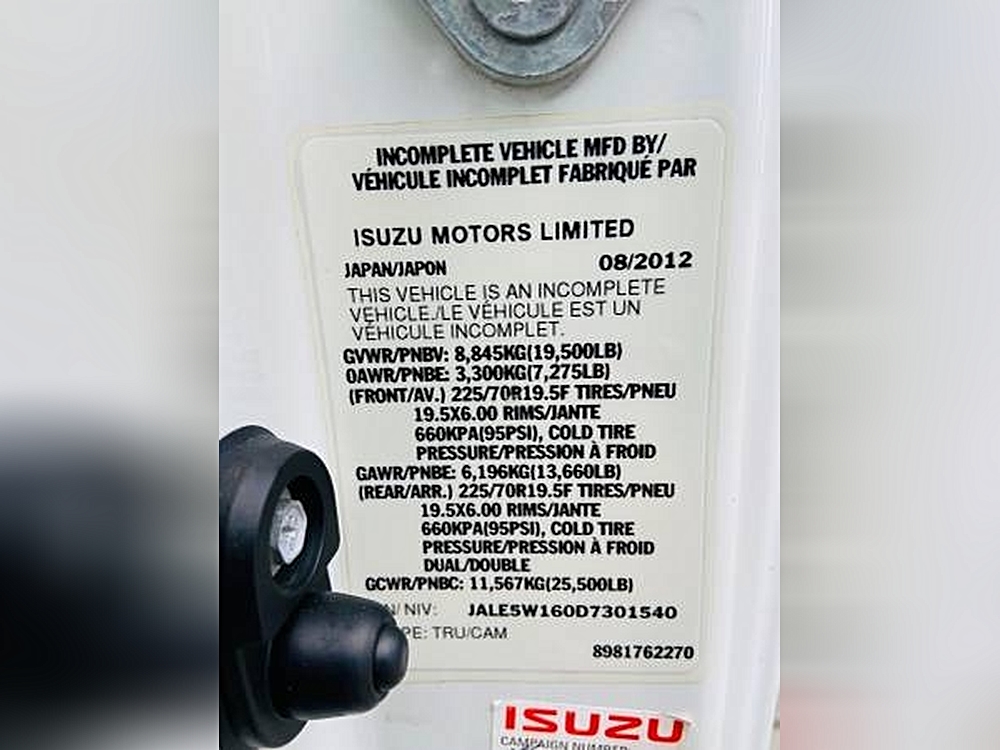 INCOMPLETE VEHICLE MFD BY/
VÉHICULE INCOMPLET FABRIQUÉ PAR
ISUZU MOTORS LIMITED
JAPAN/JAPON 08/2012
THIS VEHICLE IS AN INCOMPLETE
VEHICLE./LE VÉHICULE EST UN
VÉHICULE INCOMPLET.
GVWR/PNBV: 8,845KG(19,500LB)
0AWR/PNBE: 3,300KG(7,275LB)
(FRONT/AV.) 225/70R19.5F TIRES/PNEU
19.5X6.00 RIMS/JANTE
660KPA(95PSI), COLD TIRE
PRESSURE/PRESSION À FROID
GAWR/PNBE: 6,196KG(13,660LB)
(REAR/ARR.) 225/70R19.5F TIRES/PNEU
19.5X6.00 RIMS/JANTE
660KPA(95PSI), COLD TIRE
PRESSURE/PRESSION À FROID
DUAL/DOUBLE
GCWR/PNBC: 11,567KG(25,500LB)
N/ NIV: JALE5W160D7301540
PE: TRU/CAM
8981762270
ISUZU
CAMPAIGN NUMBER